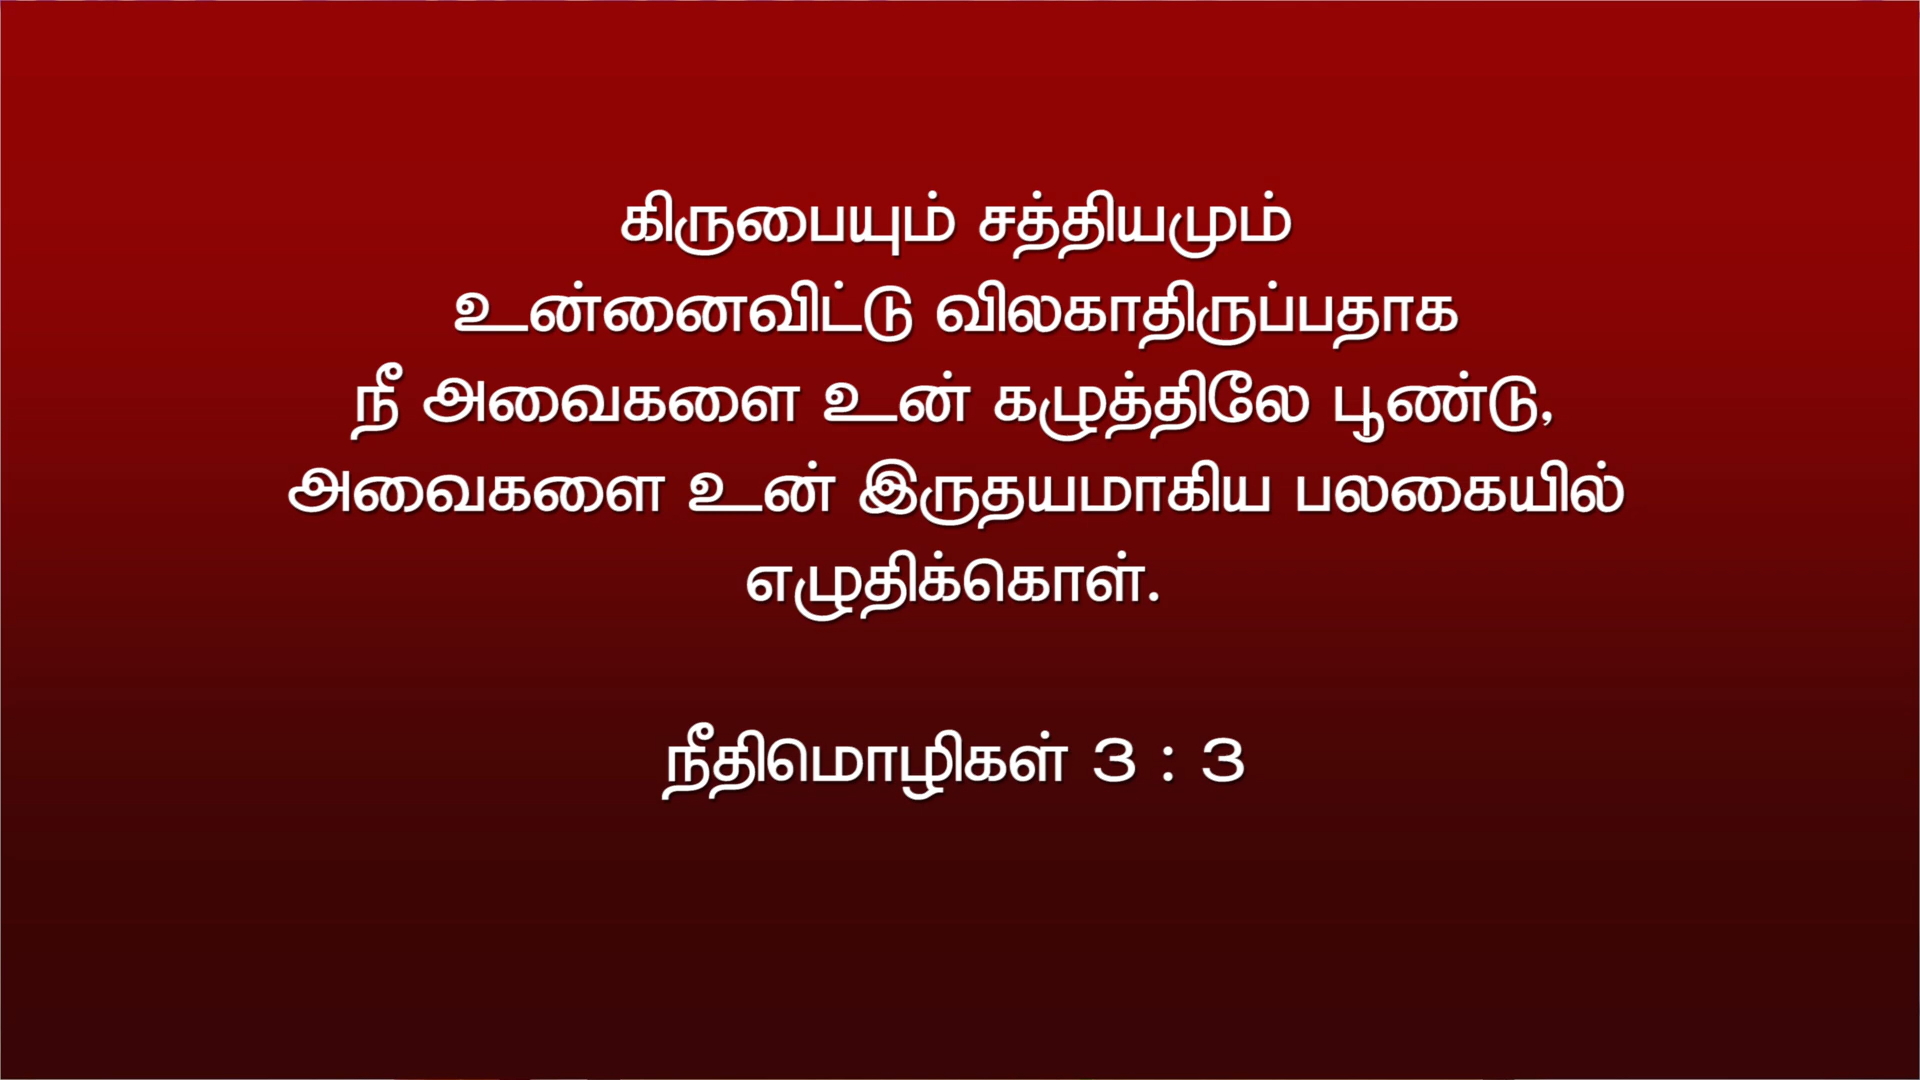 கிருபையும் சத்தியமும்
உன்னைவிட்டு விலகாதிருப்பதாக
நீ அவைகளை உன் கழுத்திலே பூண்டு,
அவைகளை உன் இருதயமாகிய பலகையில்
எழுதிக்கொள்.
நீதிமொழிகள் 3 : 3